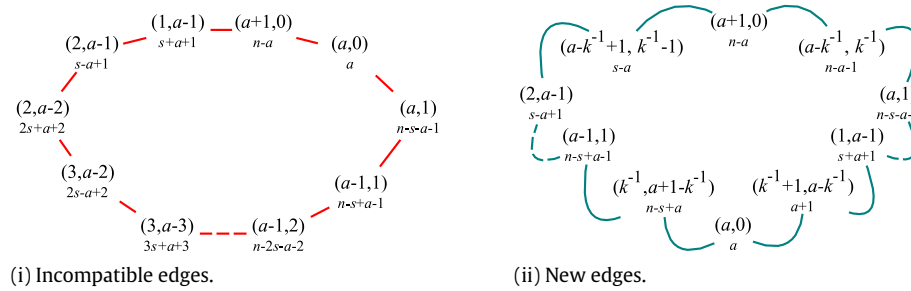 (1,a-1)
s+a+1
(a+1,0)
n-a
(2,a-1)
s-a+1
(a,0)
a
(2,a-2)
2s+a+2
(a,1)
n-s-a-1
(3,a-2)
2s-a+2
(a-1,1)
n-s+a-1
(3,a-3)
3s+a+3
(a-1,2)
n-2s-a-2
(i) Incompatible edges.
(a+1,0)
n-a
(a-k⁻¹+1, k⁻¹-1)
s-a
(a-k⁻¹, k⁻¹)
n-a-1
(2,a-1)
s-a+1
(a,1
n-s-a-
(a-1,1)
n-s+a-1
(1,a-1)
s+a+1
(k⁻¹,a+1-k⁻¹)
n-s+a
(k⁻¹+1,a-k⁻¹)
a+1
(a,0)
a
(ii) New edges.